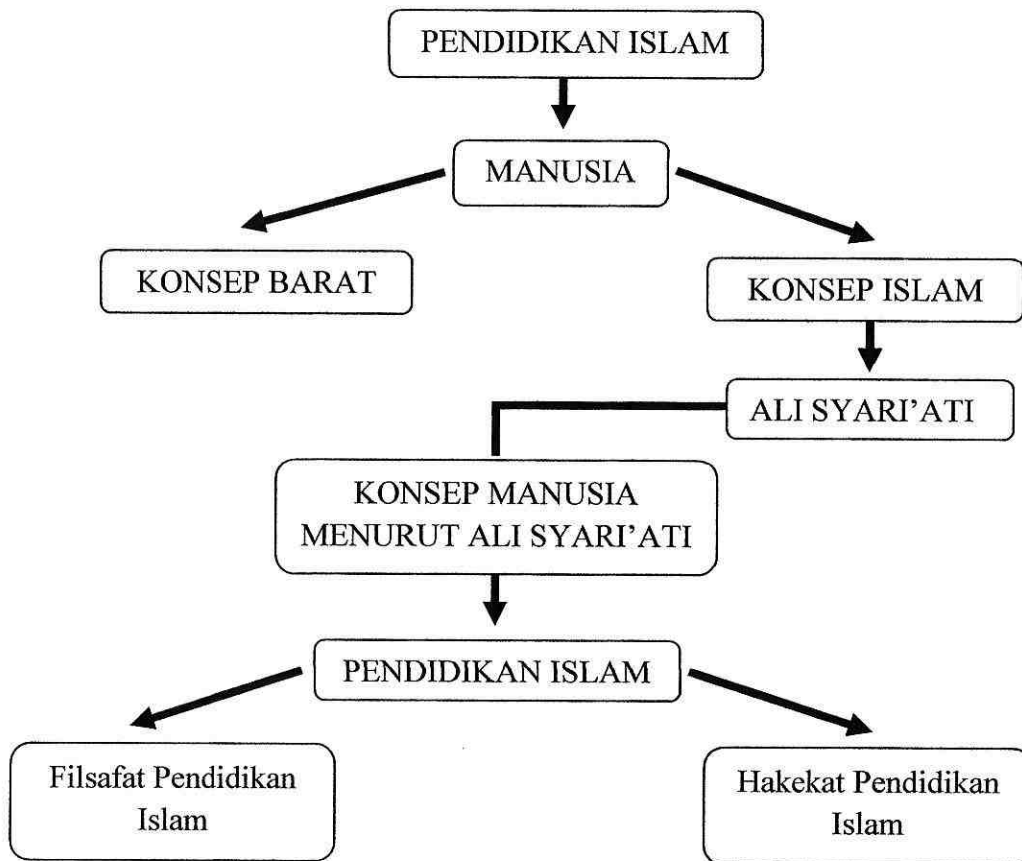 PENDIDIKAN ISLAM
MANUSIA
KONSEP BARAT
KONSEP ISLAM
ALI SYARI’ATI
KONSEP MANUSIA
MENURUT ALI SYARI’ATI
PENDIDIKAN ISLAM
Filsafat Pendidikan
Islam
Hakekat Pendidikan
Islam